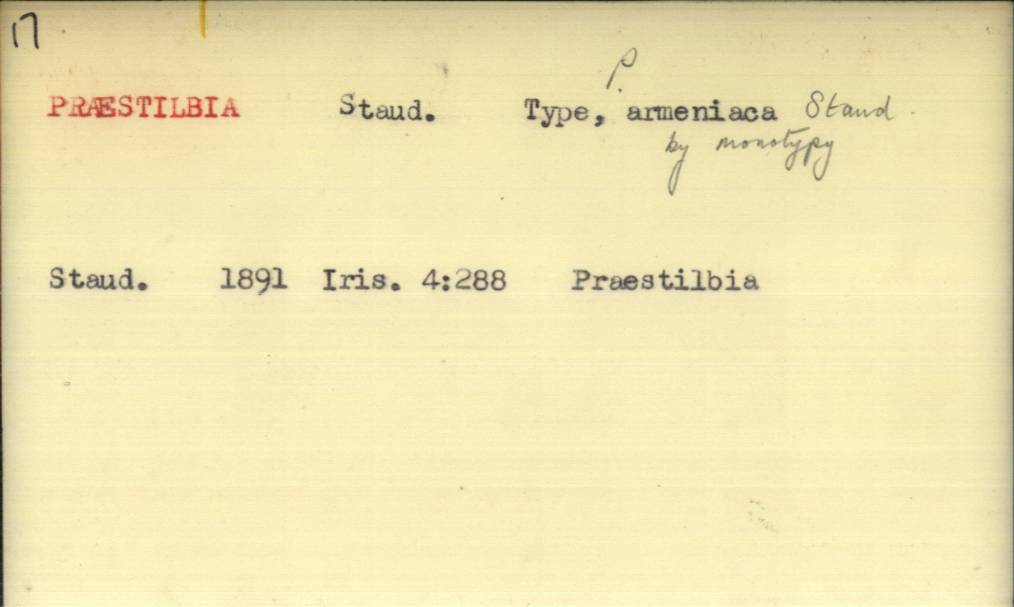 17
PRÆSTILBIA Staud. Type, P. armeniaca Staud.
by monotypy
Staud. 1891 Iris. 4:288 Praestilbia